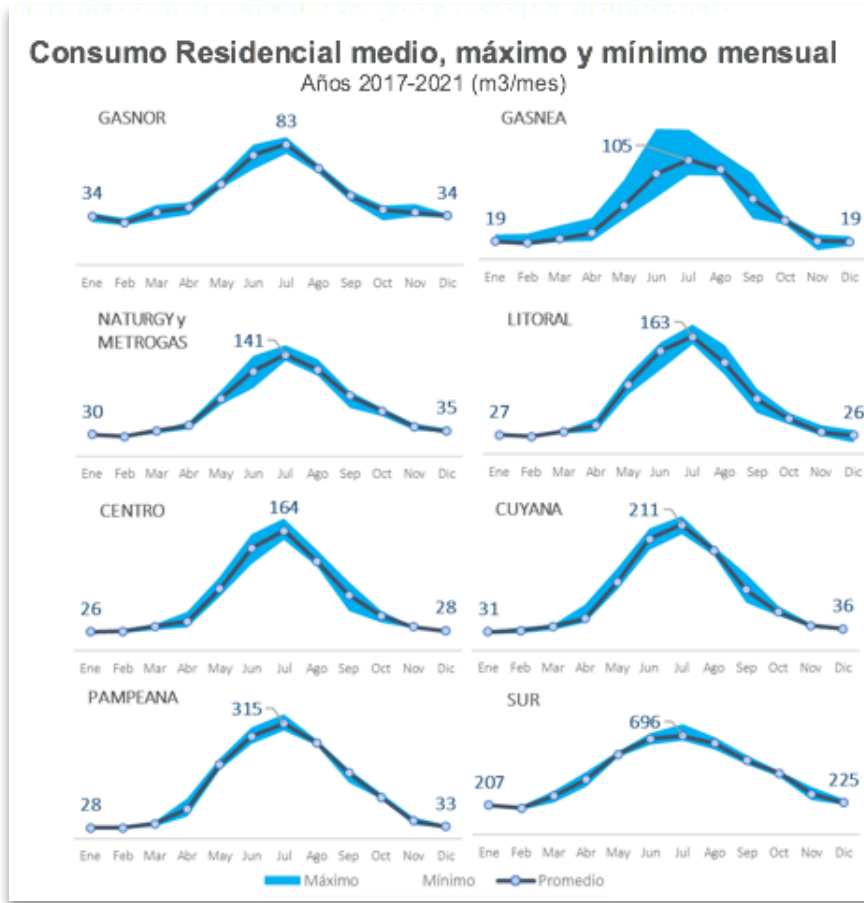 Consumo Residencial medio, máximo y mínimo mensual
Años 2017-2021 (m3/mes)
GASNOR
83
34
34
Ene Feb Mar Abr May Jun Jul Ago Sep Oct Nov Dic
GASNEA
105
19
19
Ene Feb Mar Abr May Jun Jul Ago Sep Oct Nov Dic
NATURGY y
METROGAS
141
30
35
Ene Feb Mar Abr May Jun Jul Ago Sep Oct Nov Dic
LITORAL
163
27
26
Ene Feb Mar Abr May Jun Jul Ago Sep Oct Nov Dic
CENTRO
164
26
28
Ene Feb Mar Abr May Jun Jul Ago Sep Oct Nov Dic
CUYANA
211
31
36
Ene Feb Mar Abr May Jun Jul Ago Sep Oct Nov Dic
PAMPEANA
315
28
33
Ene Feb Mar Abr May Jun Jul Ago Sep Oct Nov Dic
SUR
696
207
225
Ene Feb Mar Abr May Jun Jul Ago Sep Oct Nov Dic
Máximo Mínimo Promedio